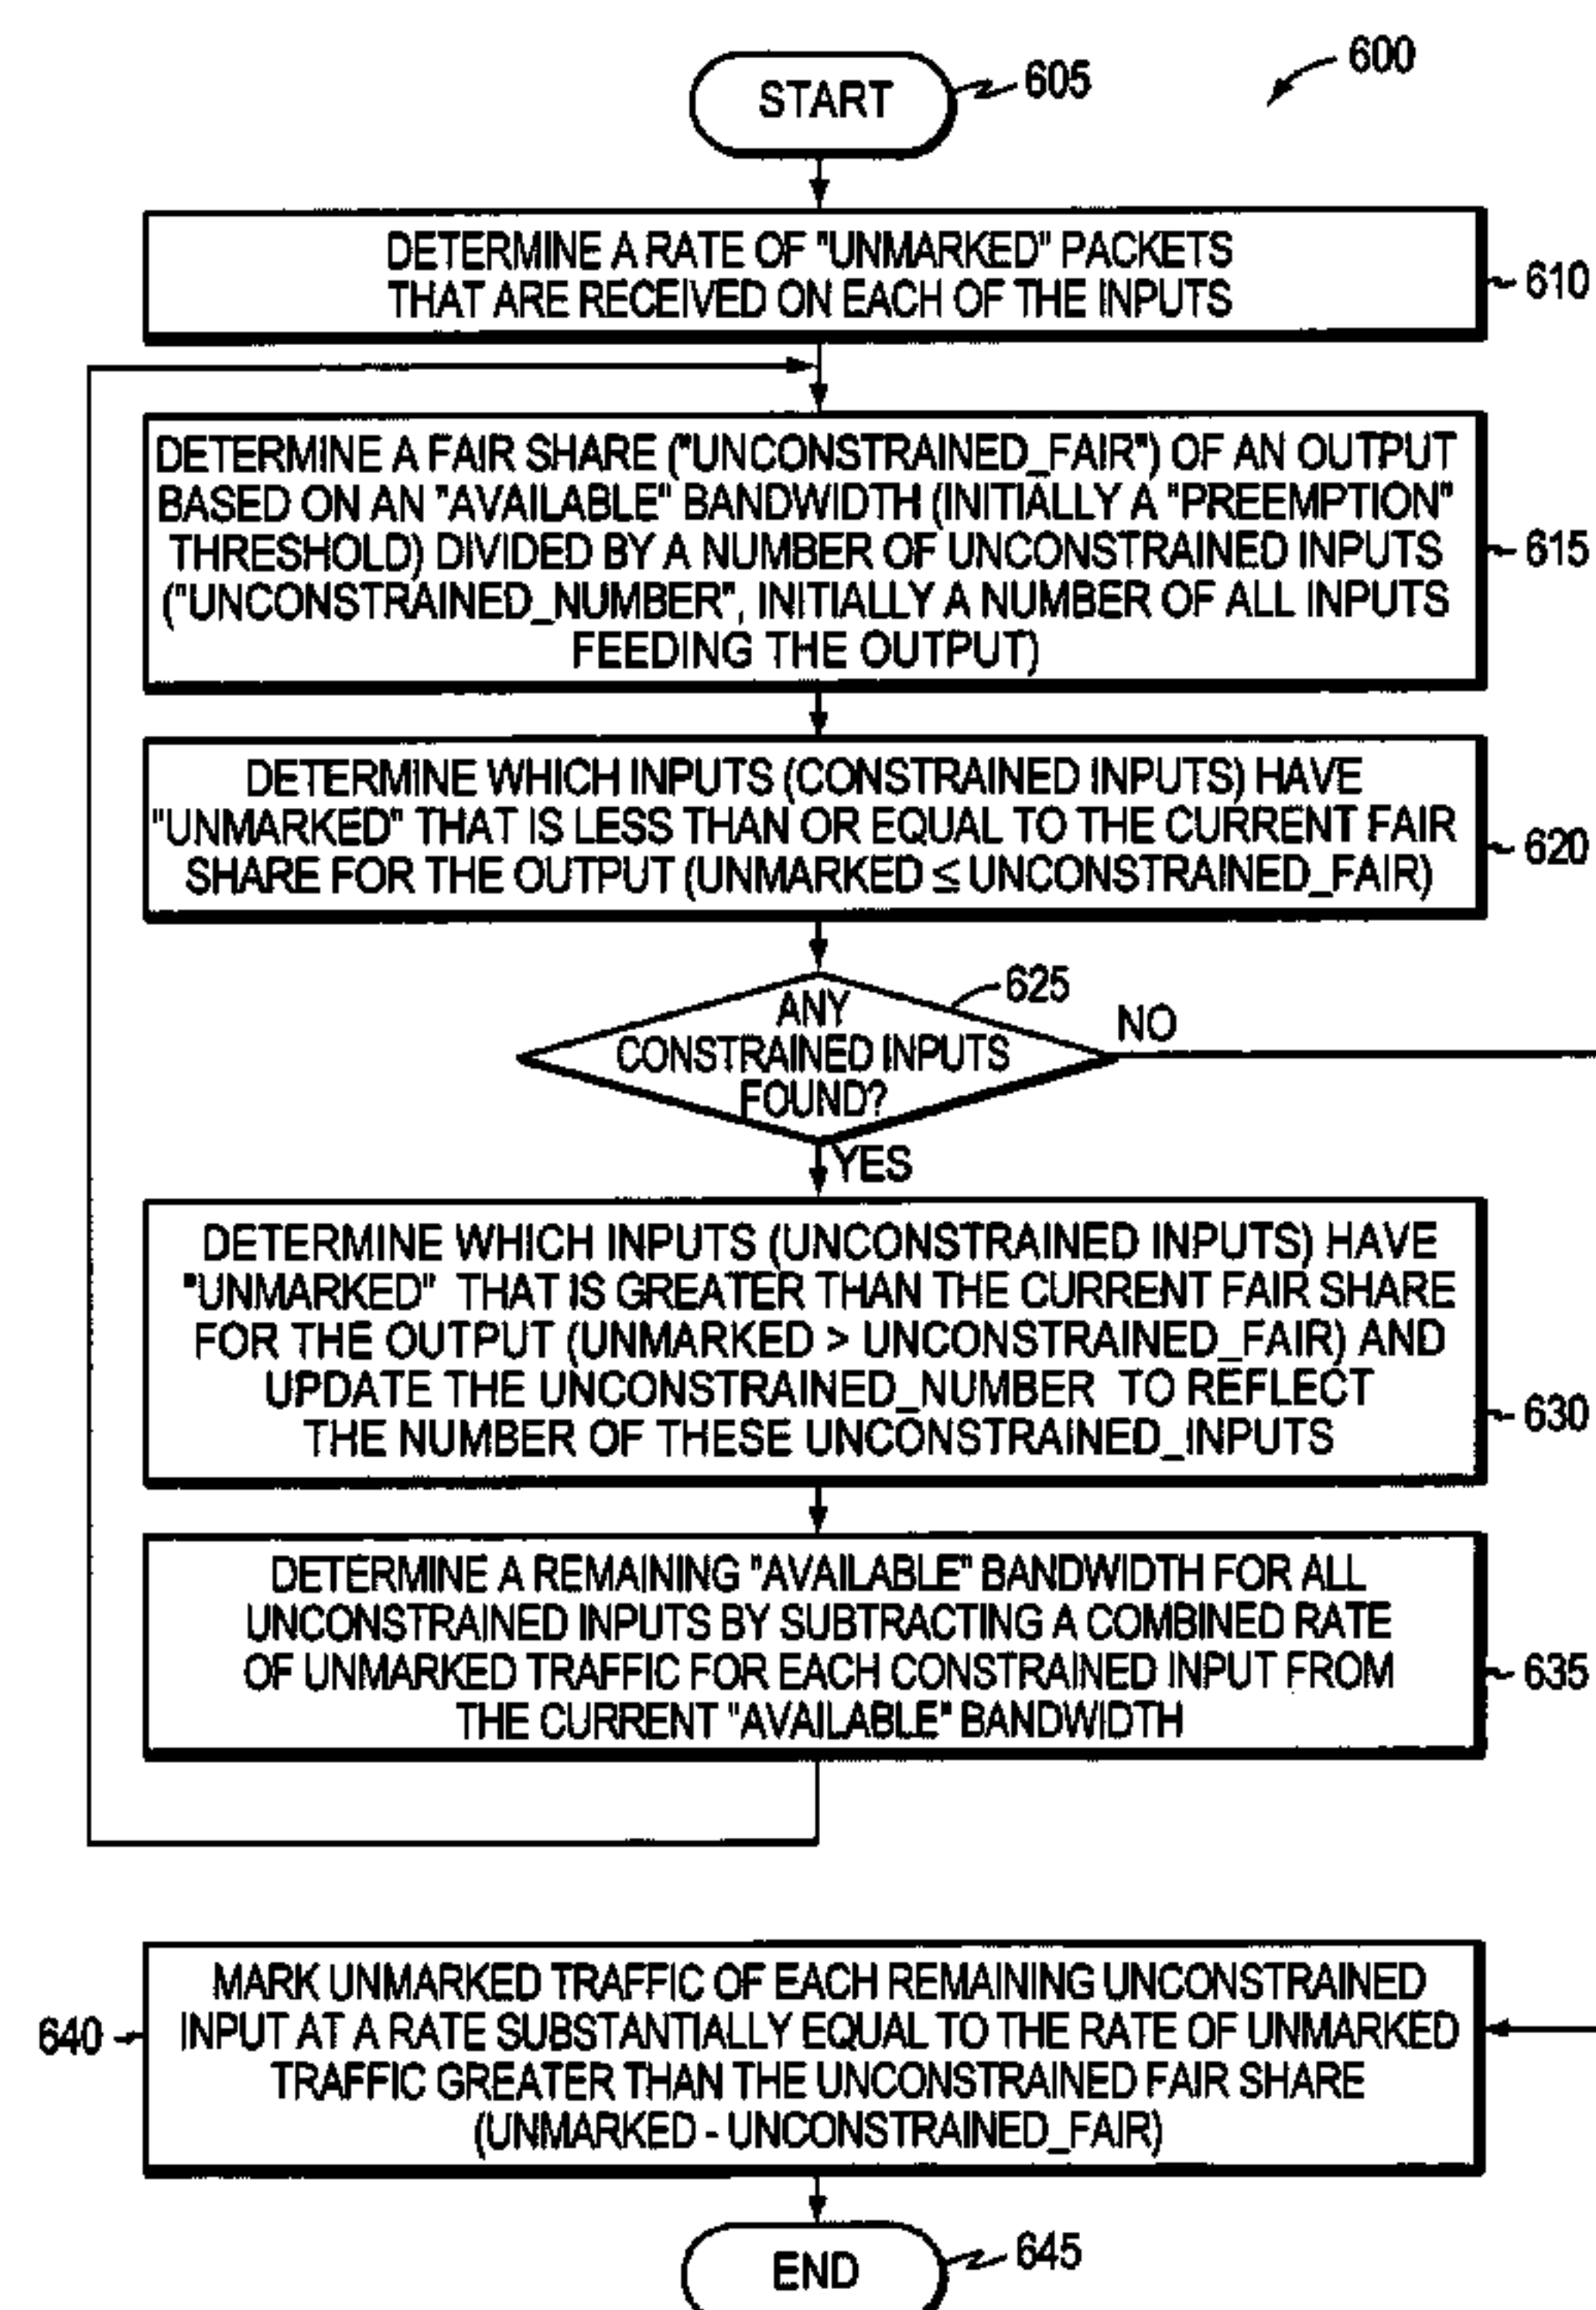 600
START
605
DETERMINE A RATE OF "UNMARKED" PACKETS
THAT ARE RECEIVED ON EACH OF THE INPUTS
610
DETERMINE A FAIR SHARE ("UNCONSTRAINED_FAIR") OF AN OUTPUT
BASED ON AN "AVAILABLE" BANDWIDTH (INITIALLY A "PREEMPTION"
THRESHOLD) DIVIDED BY A NUMBER OF UNCONSTRAINED INPUTS
("UNCONSTRAINED_NUMBER", INITIALLY A NUMBER OF ALL INPUTS
FEEDING THE OUTPUT)
615
DETERMINE WHICH INPUTS (CONSTRAINED INPUTS) HAVE
"UNMARKED" THAT IS LESS THAN OR EQUAL TO THE CURRENT FAIR
SHARE FOR THE OUTPUT (UNMARKED ≤ UNCONSTRAINED_FAIR)
620
625
ANY
CONSTRAINED INPUTS
FOUND?
NO
YES
DETERMINE WHICH INPUTS (UNCONSTRAINED INPUTS) HAVE
"UNMARKED" THAT IS GREATER THAN THE CURRENT FAIR SHARE
FOR THE OUTPUT (UNMARKED > UNCONSTRAINED_FAIR) AND
UPDATE THE UNCONSTRAINED_NUMBER TO REFLECT
THE NUMBER OF THESE UNCONSTRAINED_INPUTS
630
DETERMINE A REMAINING "AVAILABLE" BANDWIDTH FOR ALL
UNCONSTRAINED INPUTS BY SUBTRACTING A COMBINED RATE
OF UNMARKED TRAFFIC FOR EACH CONSTRAINED INPUT FROM
THE CURRENT "AVAILABLE" BANDWIDTH
635
640
MARK UNMARKED TRAFFIC OF EACH REMAINING UNCONSTRAINED
INPUT AT A RATE SUBSTANTIALLY EQUAL TO THE RATE OF UNMARKED
TRAFFIC GREATER THAN THE UNCONSTRAINED FAIR SHARE
(UNMARKED - UNCONSTRAINED_FAIR)
END
645